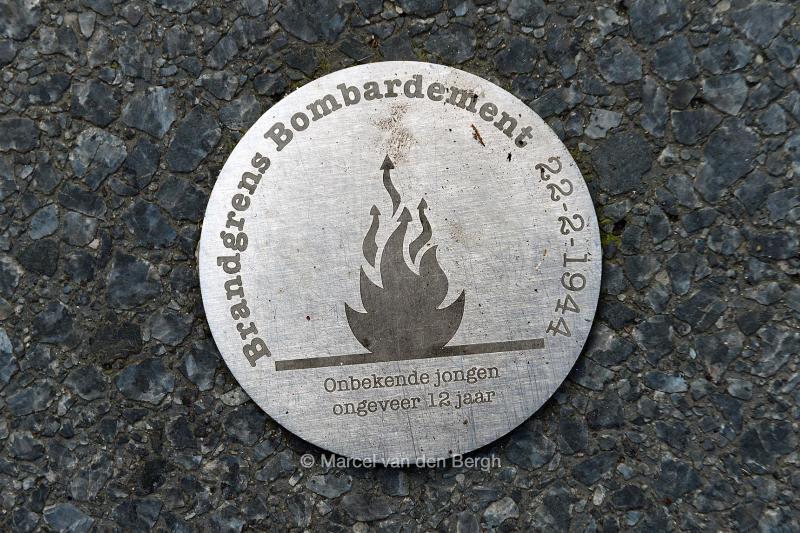 Brandgrens Bombardement 22-2-1944
Onbekende jongen
ongeveer 12 jaar
© Marcel van den Bergh